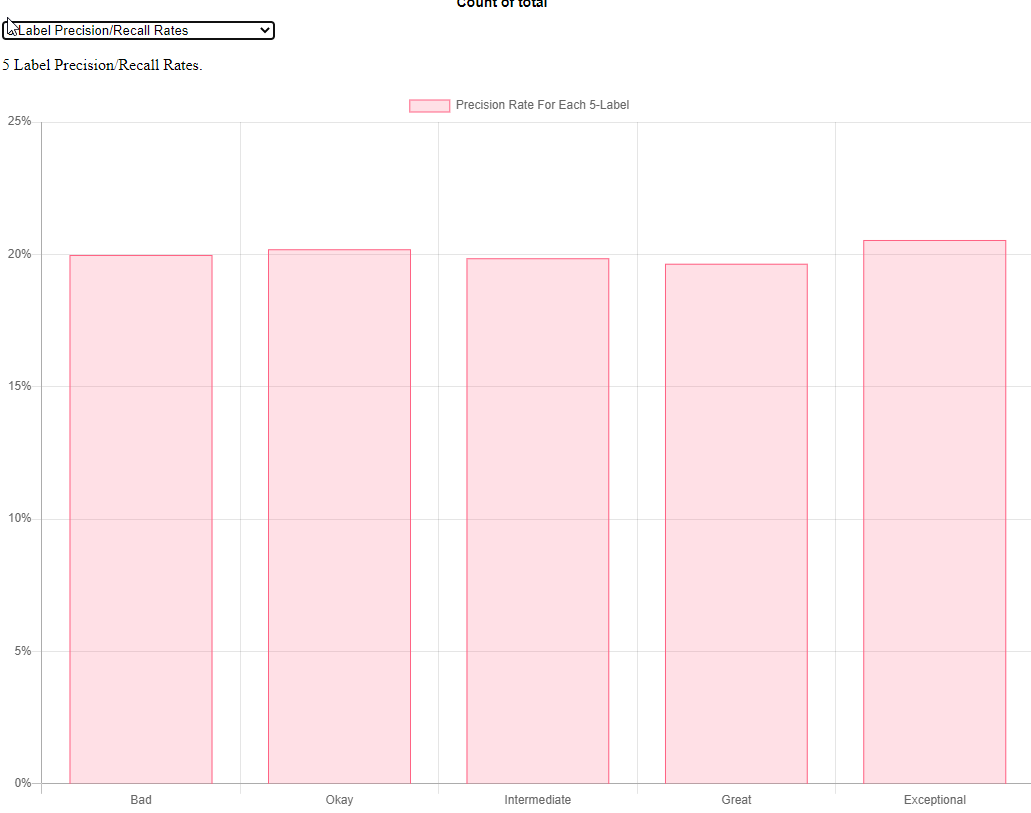 Count of total
Label Precision/Recall Rates
5 Label Precision/Recall Rates.
Precision Rate For Each 5-Label
25%
20%
15%
10%
5%
0%
Bad Okay Intermediate Great Exceptional